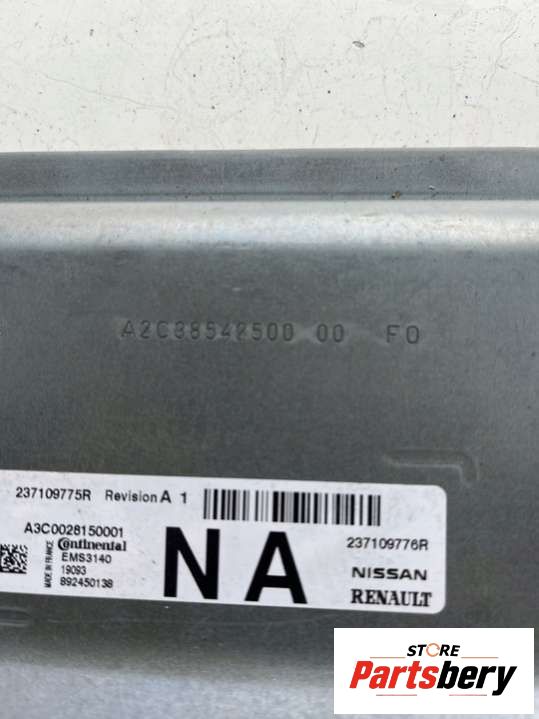 A2C38542500 00 F0
237109775R Revision A 1
A3C0028150001
Continental
EMS3140
19093
892450138
MADE IN FRANCE
NA
237109776R
NISSAN
RENAULT
STORE
Partsbery